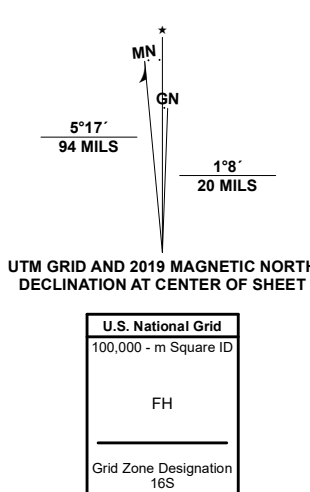 ★
MN
GN
5°17´
94 MILS
1°8´
20 MILS
UTM GRID AND 2019 MAGNETIC NORTH
DECLINATION AT CENTER OF SHEET
U.S. National Grid
100,000 - m Square ID
FH
Grid Zone Designation
16S